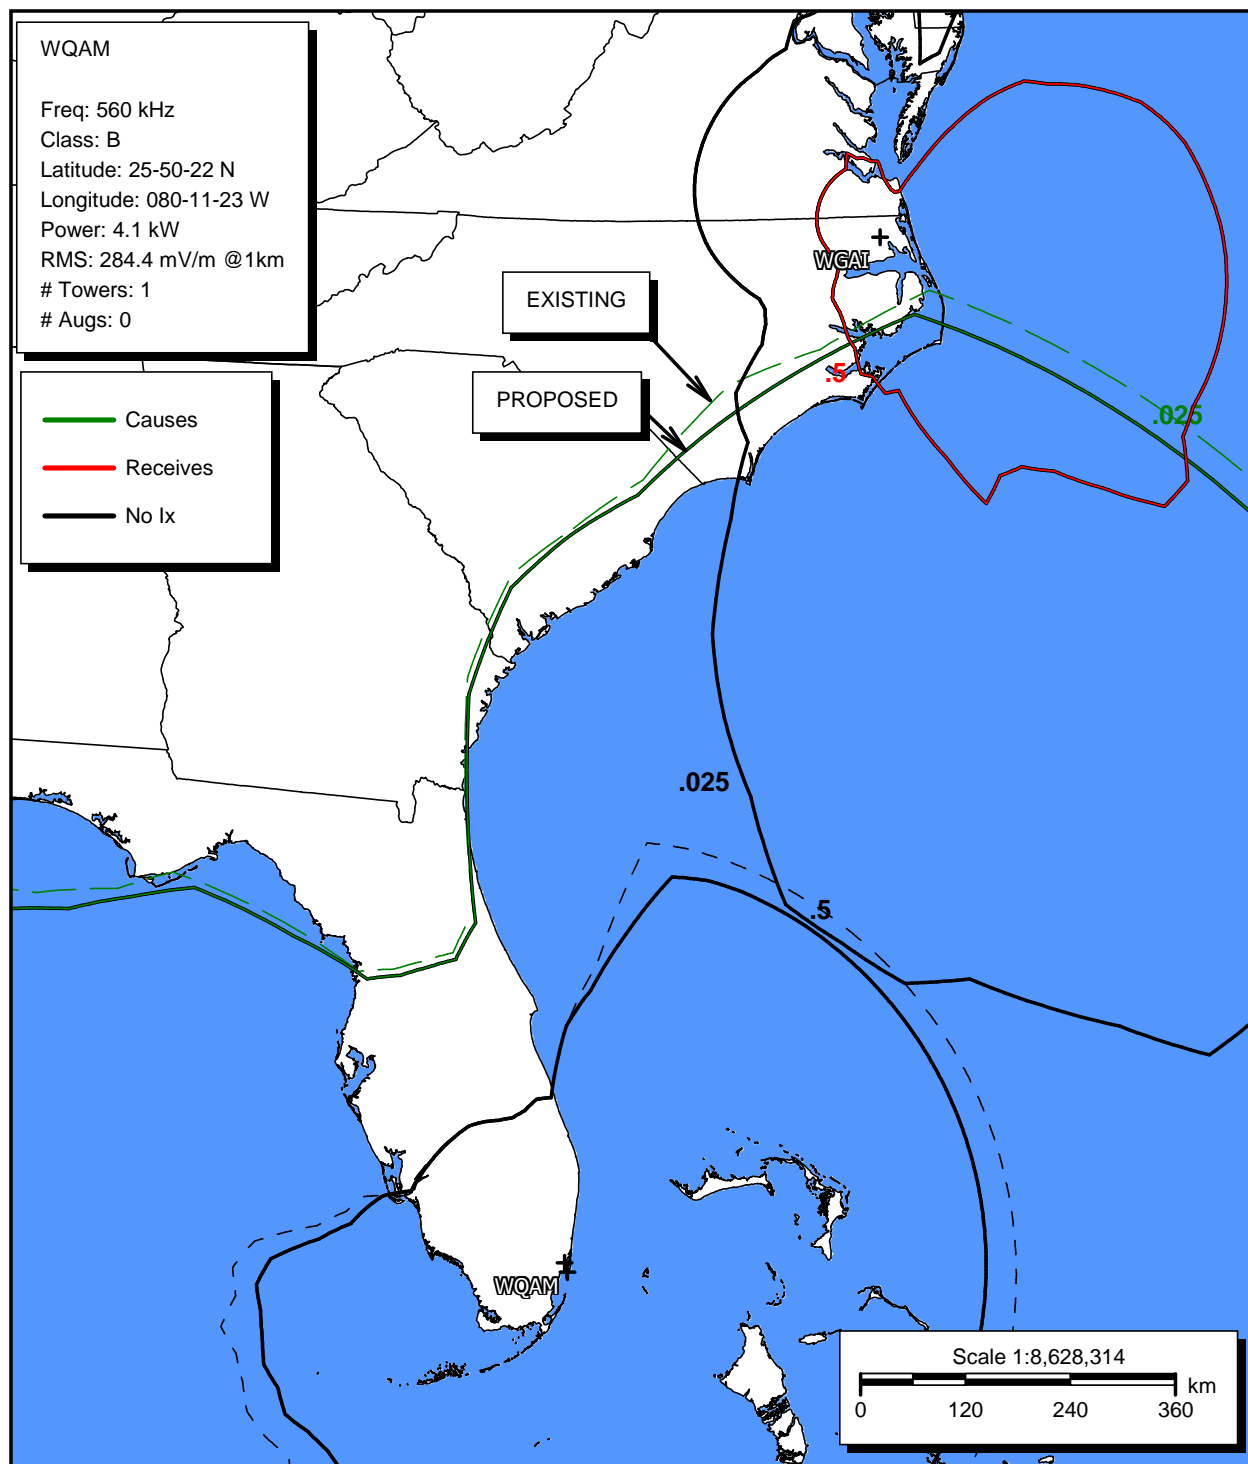 WQAM
Freq: 560 kHz
Class: B
Latitude: 25-50-22 N
Longitude: 080-11-23 W
Power: 4.1 kW
RMS: 284.4 mV/m @1km
# Towers: 1
# Augs: 0
Causes
Receives
No Ix
EXISTING
PROPOSED
WGAI
.5
.025
.025
.5
WQAM
Scale 1:8,628,314
km
0 120 240 360